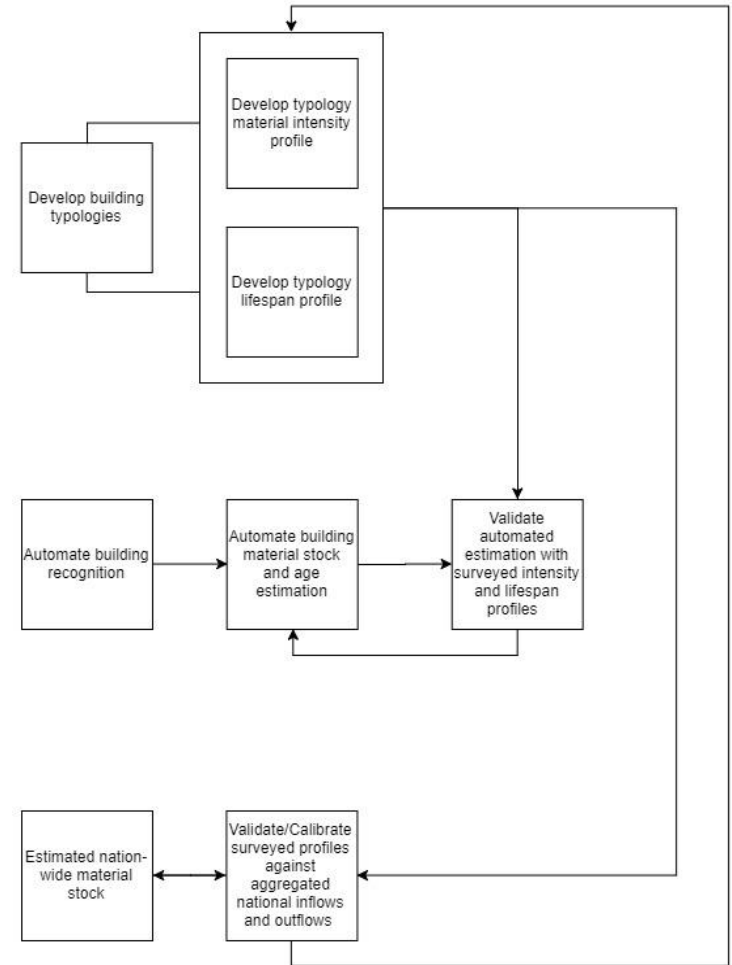 Develop typology
material intensity
profile
Develop building
typologies
Develop typology
lifespan profile
Automate building
recognition
Automate building
material stock
and age
estimation
Validate
automated
estimation with
surveyed intensity
and lifespan
profiles
Estimated nation-
wide material
stock
Validate/Calibrate
surveyed profiles
against
aggregated
national inflows
and outflows